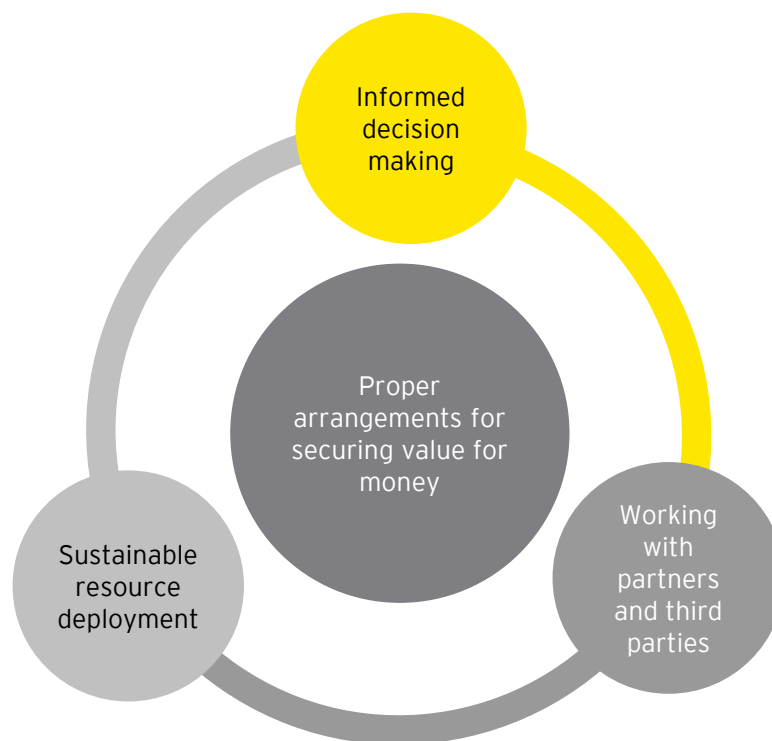 Informed
decision
making
Proper
arrangements for
securing value for
money
Sustainable
resource
deployment
Working
with
partners
and third
parties